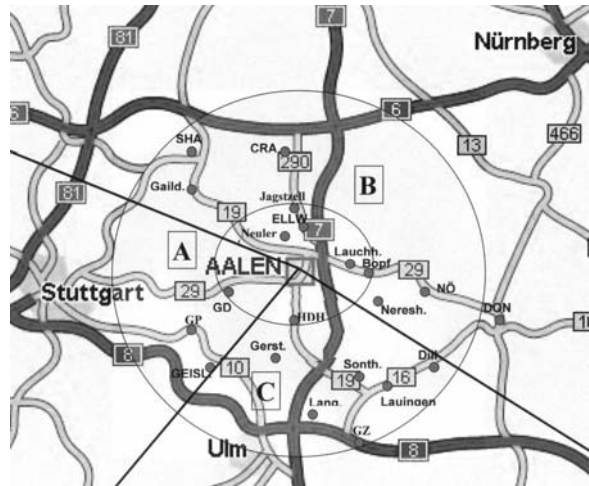 81
7
Nürnberg
6
6
466
SHA
CRA
290
13
B
81
Gaild.
Jagstzell
19
ELLW
7
Neuler
A
Lauchh.
AALEN
Bopf
29
Stuttgart
29
GD
NÖ
Neresh.
DON
HDH
GP
8
Gerst.
Sonth.
Dill
GEISL
10
19
16
C
Lauingen
Lang.
GZ
Ulm
8